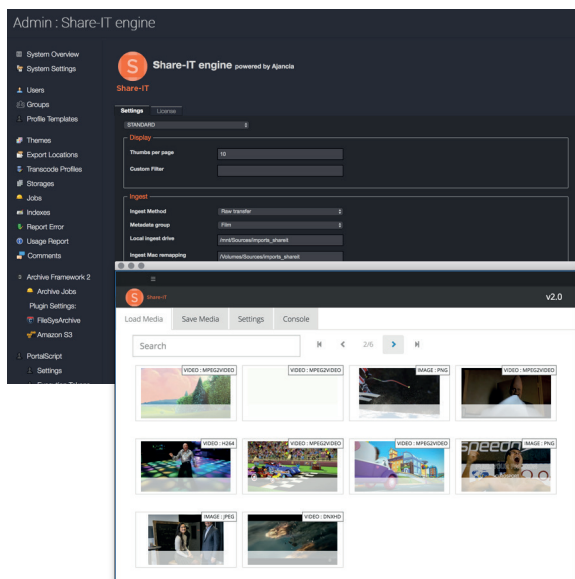 Admin : Share-IT engine
System Overview
System Settings
Users
Groups
Profile Templates
Themes
Export Locations
Transcode Profiles
Storages
Jobs
Indexes
Report Error
Usage Report
Comments
Archive Framework 2
Archive Jobs
Plugin Settings:
FileSysArchive
Amazon S3
PortalScript
Settings
S
Share-IT engine powered by Ajancia
Share-IT
Settings License
STANDARD
Display
Thumbs per page 10
Custom Filter
Ingest
Ingest Method Raw transfer
Metadata group Film
Local ingest drive /mnt/Sources/imports_shareit
Ingest Mac remapping /Volumes/Sources/imports_shareit
S Share-IT v2.0
Load Media Save Media Settings Console
Search 2/6
VIDEO : MPEG2VIDEO VIDEO : MPEG2VIDEO IMAGE : PNG VIDEO : MPEG2VIDEO
VIDEO : H264 VIDEO : MPEG2VIDEO VIDEO : MPEG2VIDEO IMAGE : PNG
speedo
IMAGE : JPEG VIDEO : DNXHD